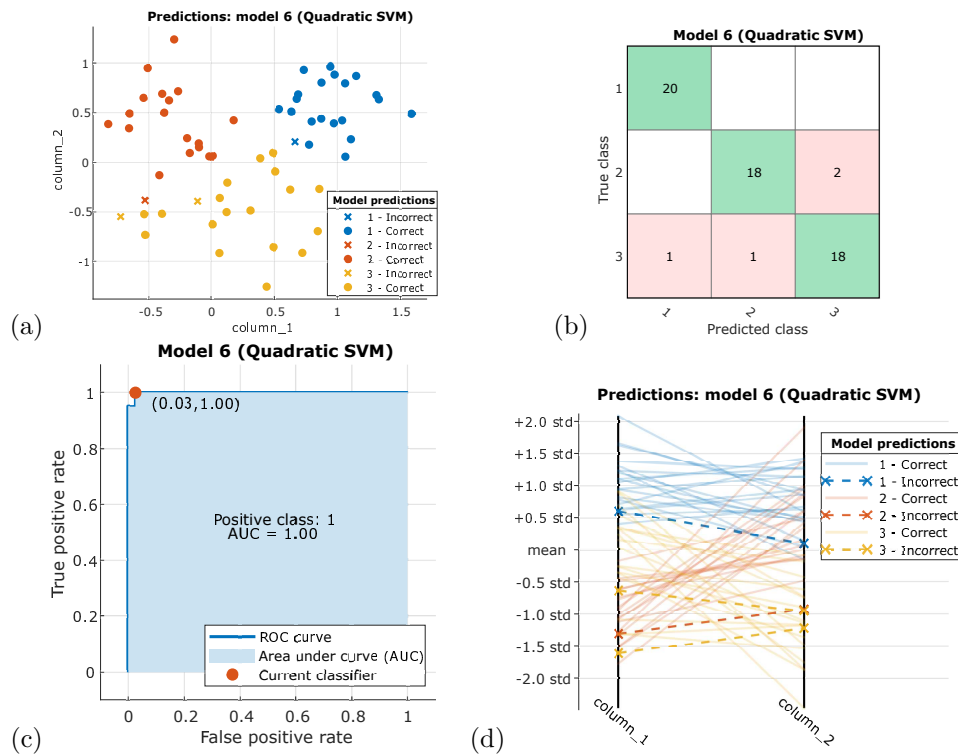 Predictions: model 6 (Quadratic SVM)
1
0.5
0
-0.5
-1
column_2
-0.5
0
0.5
1
1.5
column_1
Model predictions
1 - Incorrect
1 - Correct
2 - Incorrect
2 - Correct
3 - Incorrect
3 - Correct
(a)
Model 6 (Quadratic SVM)
True class
1
20
2
18
2
3
1
1
18
1
2
3
Predicted class
(b)
Model 6 (Quadratic SVM)
1
0.8
0.6
0.4
0.2
0
True positive rate
(0.03,1.00)
Positive class: 1
AUC = 1.00
ROC curve
Area under curve (AUC)
Current classifier
0
0.2
0.4
0.6
0.8
1
False positive rate
(c)
Predictions: model 6 (Quadratic SVM)
+2.0 std
+1.5 std
+1.0 std
+0.5 std
mean
-0.5 std
-1.0 std
-1.5 std
-2.0 std
column_1
column_2
Model predictions
1 - Correct
1 - Incorrect
2 - Correct
2 - Incorrect
3 - Correct
3 - Incorrect
(d)